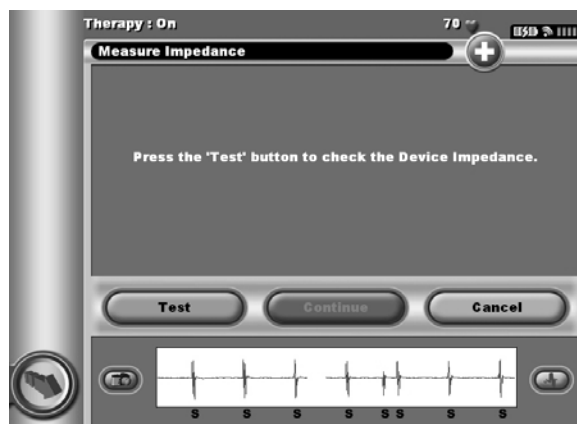 Therapy : On 70
Measure Impedance
Press the 'Test' button to check the Device Impedance.
Test Continue Cancel
S S S S S S S S